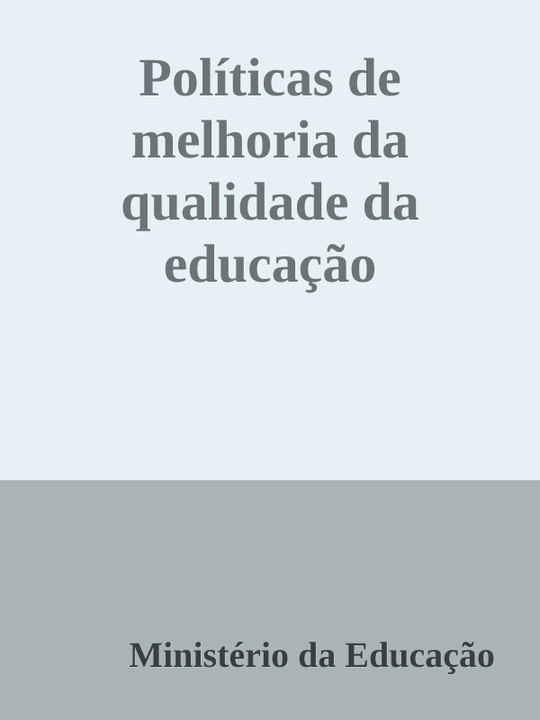 Políticas de
melhoria da
qualidade da
educação
Ministério da Educação